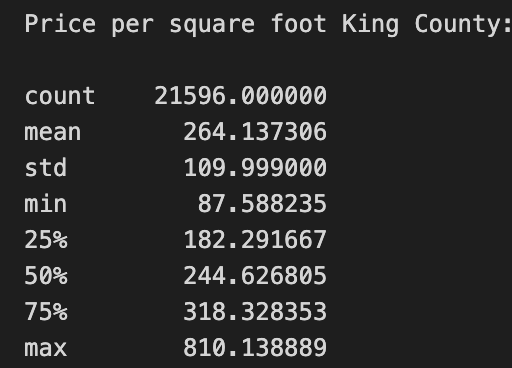 Price per square foot King County:
count    21596.000000
mean       264.137306
std        109.999000
min         87.588235
25%        182.291667
50%        244.626805
75%        318.328353
max        810.138889